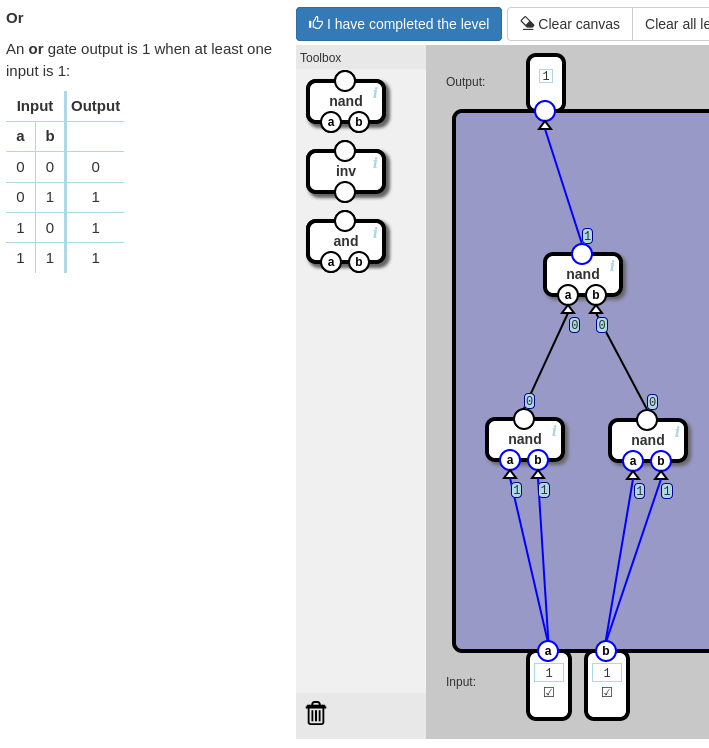 Or
An or gate output is 1 when at least one
input is 1:
Input Output
a b
0 0 0
0 1 1
1 0 1
1 1 1
I have completed the level
Clear canvas
Clear all le
Toolbox
nand i
a b
inv i
and i
a b
Output:
1
1
nand i
a b
0 0
0 0
nand i
a b
nand i
a b
1 1 1 1
a b
Input:
1 1